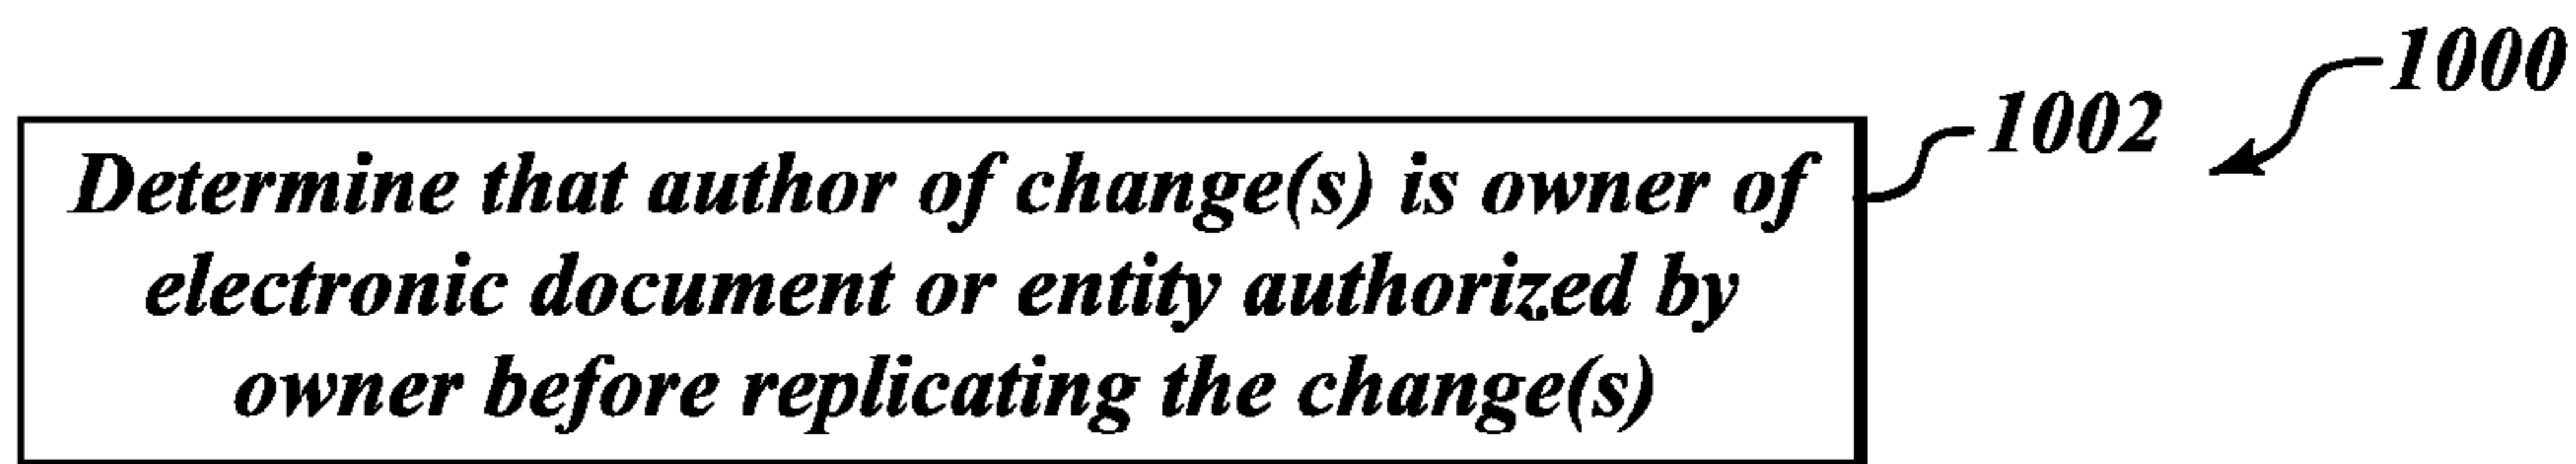 1000
1002
Determine that author of change(s) is owner of
electronic document or entity authorized by
owner before replicating the change(s)